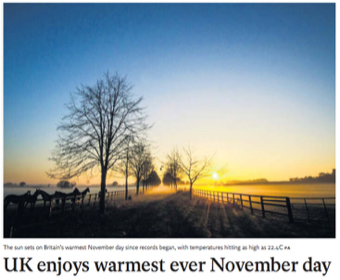 The sun sets on Britain's warmest November day since records began, with temperatures hitting as high as 22.4C PA
UK enjoys warmest ever November day